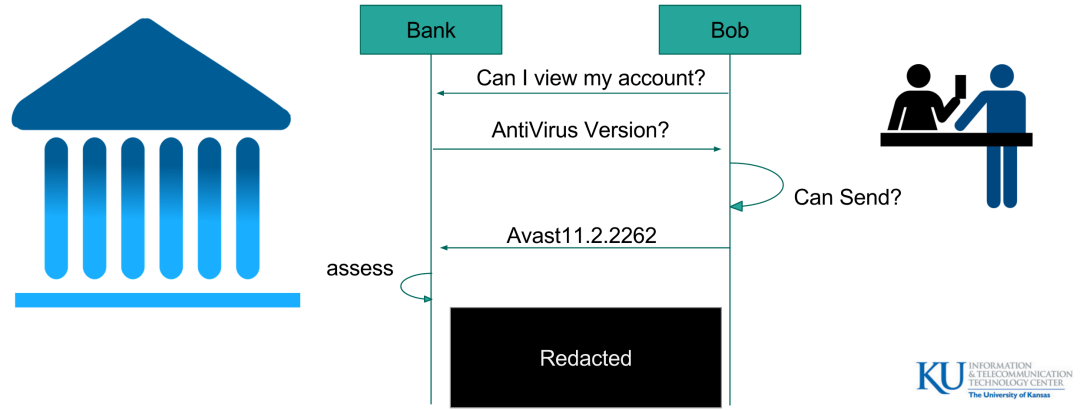 Bank
Bob
Can I view my account?
AntiVirus Version?
Can Send?
Avast11.2.2262
assess
Redacted
KU INFORMATION
& TELECOMMUNICATION
TECHNOLOGY CENTER
The University of Kansas